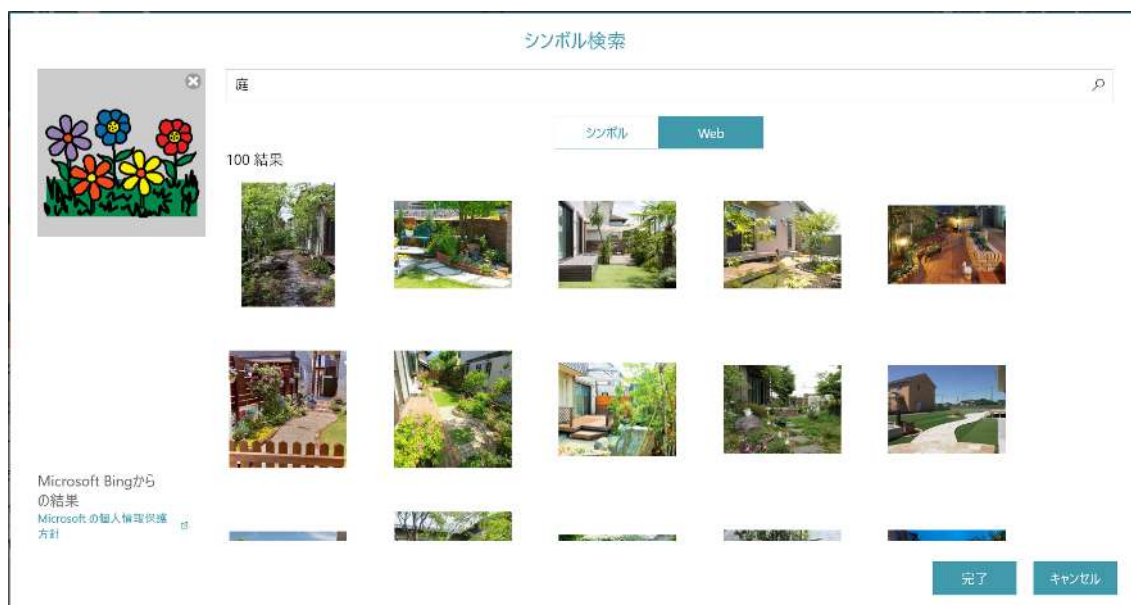 シンボル検索
庭
シンボル
Web
100 結果
Microsoft Bingから
の結果
Microsoft の個人情報保護
方針
完了
キャンセル